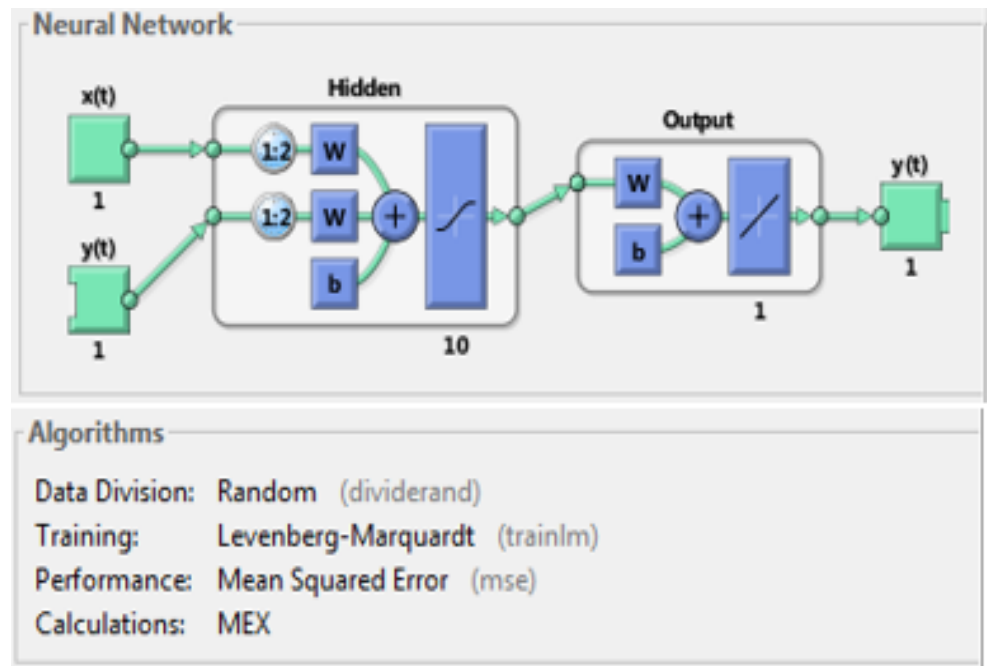 Neural Network
Hidden
x(t)
1:2 W
1
Output
W
y(t)
1:2 W +
+
y(t)
b
b
1
1
1
10
Algorithms
Data Division: Random (dividerand)
Training: Levenberg-Marquardt (trainlm)
Performance: Mean Squared Error (mse)
Calculations: MEX